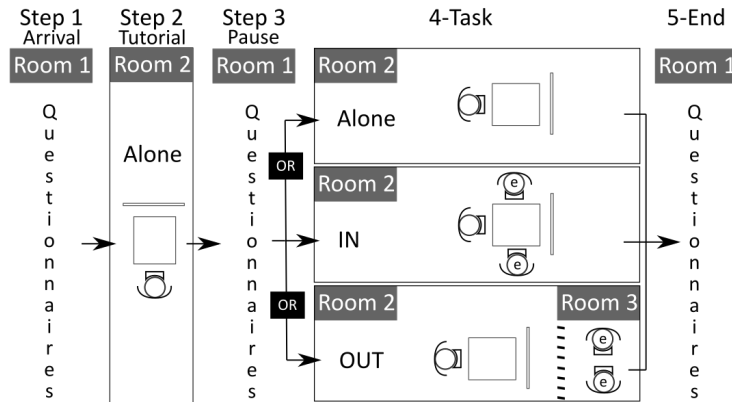 Step 1
Arrival
Room 1
Questionnaires
Step 2
Tutorial
Room 2
Alone
Step 3
Pause
Room 1
Questionnaires
OR
OR
4-Task
Room 2
Alone
Room 2
IN
e
e
Room 2
OUT
Room 3
e
e
5-End
Room 1
Questionnaires